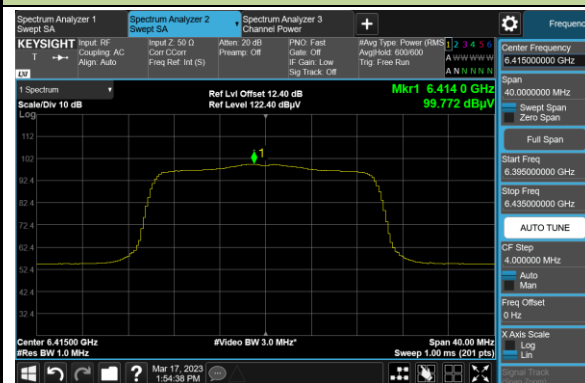 Spectrum Analyzer 1
Swept SA
Spectrum Analyzer 2
Swept SA
Spectrum Analyzer 3
Channel Power
+
Frequen
KEYSIGHT
T
Input: RF
Coupling: AC
Align: Auto
Input Z: 50 Ω
Corr CCorr
Freq Ref: Int (S)
Atten: 20 dB
Preamp: Off
PNO: Fast
Gate: Off
IF Gain: Low
Sig Track: Off
#Avg Type: Power (RMS
Avg|Hold: 600/600
Trig: Free Run
1 2 3 4 5 6
A W W W W W
A N N N N N
LVI
1 Spectrum
Scale/Div 10 dB
Log
Ref Lvl Offset 12.40 dB
Ref Level 122.40 dBµV
Mkr1 6.414 0 GHz
99.772 dBµV
1
112
102
92.4
82.4
72.4
62.4
52.4
42.4
32.4
Center 6.41500 GHz
#Res BW 1.0 MHz
#Video BW 3.0 MHz*
Span 40.00 MHz
Sweep 1.00 ms (201 pts)
Center Frequency
6.415000000 GHz
Span
40.0000000 MHz
Swept Span
Zero Span
Full Span
Start Freq
6.395000000 GHz
Stop Freq
6.435000000 GHz
AUTO TUNE
CF Step
4.000000 MHz
Auto
Man
Freq Offset
0 Hz
X Axis Scale
Log
Lin
Signal Track
?
Mar 17, 2023
1:54:38 PM